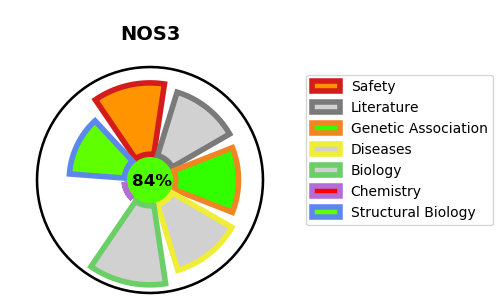 NOS3
84%
Safety
Literature
Genetic Association
Diseases
Biology
Chemistry
Structural Biology